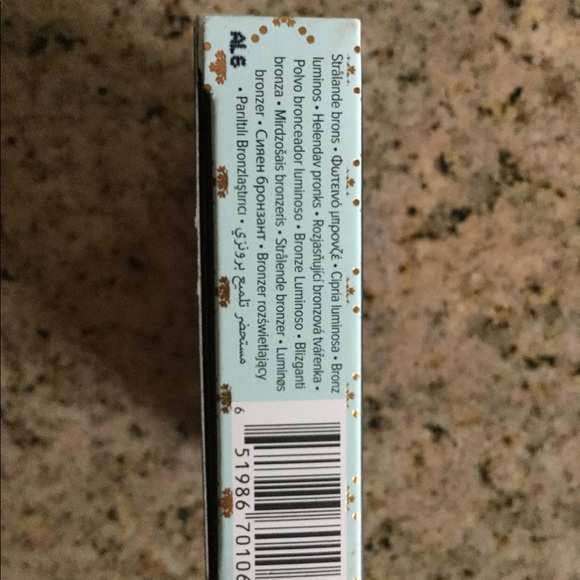 AL6
Strålande brons • Φωτεινό μπρονζέ • Cipria luminosa • Bronz
luminos • Helendav pronks • Rozjasňující bronzová tvářenka •
Polvo bronceador luminoso • Bronze Luminoso • Blizganti
bronza • Mirdzošais bronzeris • Strålende bronzer • Luminøs
bronzer • Сияен бронзант • Bronzer rozświetlający
• Parıltılı Bronzlaştırıcı • مستحضر تلميع برونزي
6 51986 70106